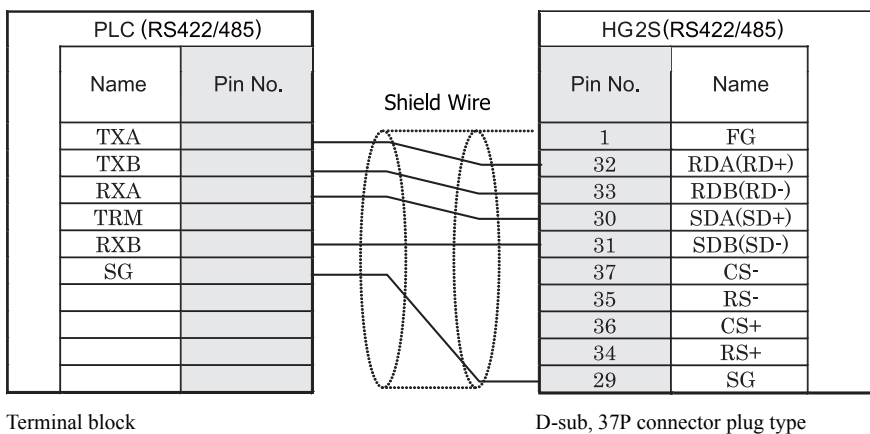 PLC (RS422/485)
Name Pin No.
TXA
TXB
RXA
TRM
RXB
SG
Shield Wire
HG2S(RS422/485)
Pin No. Name
1 FG
32 RDA(RD+)
33 RDB(RD-)
30 SDA(SD+)
31 SDB(SD-)
37 CS-
35 RS-
36 CS+
34 RS+
29 SG
Terminal block
D-sub, 37P connector plug type